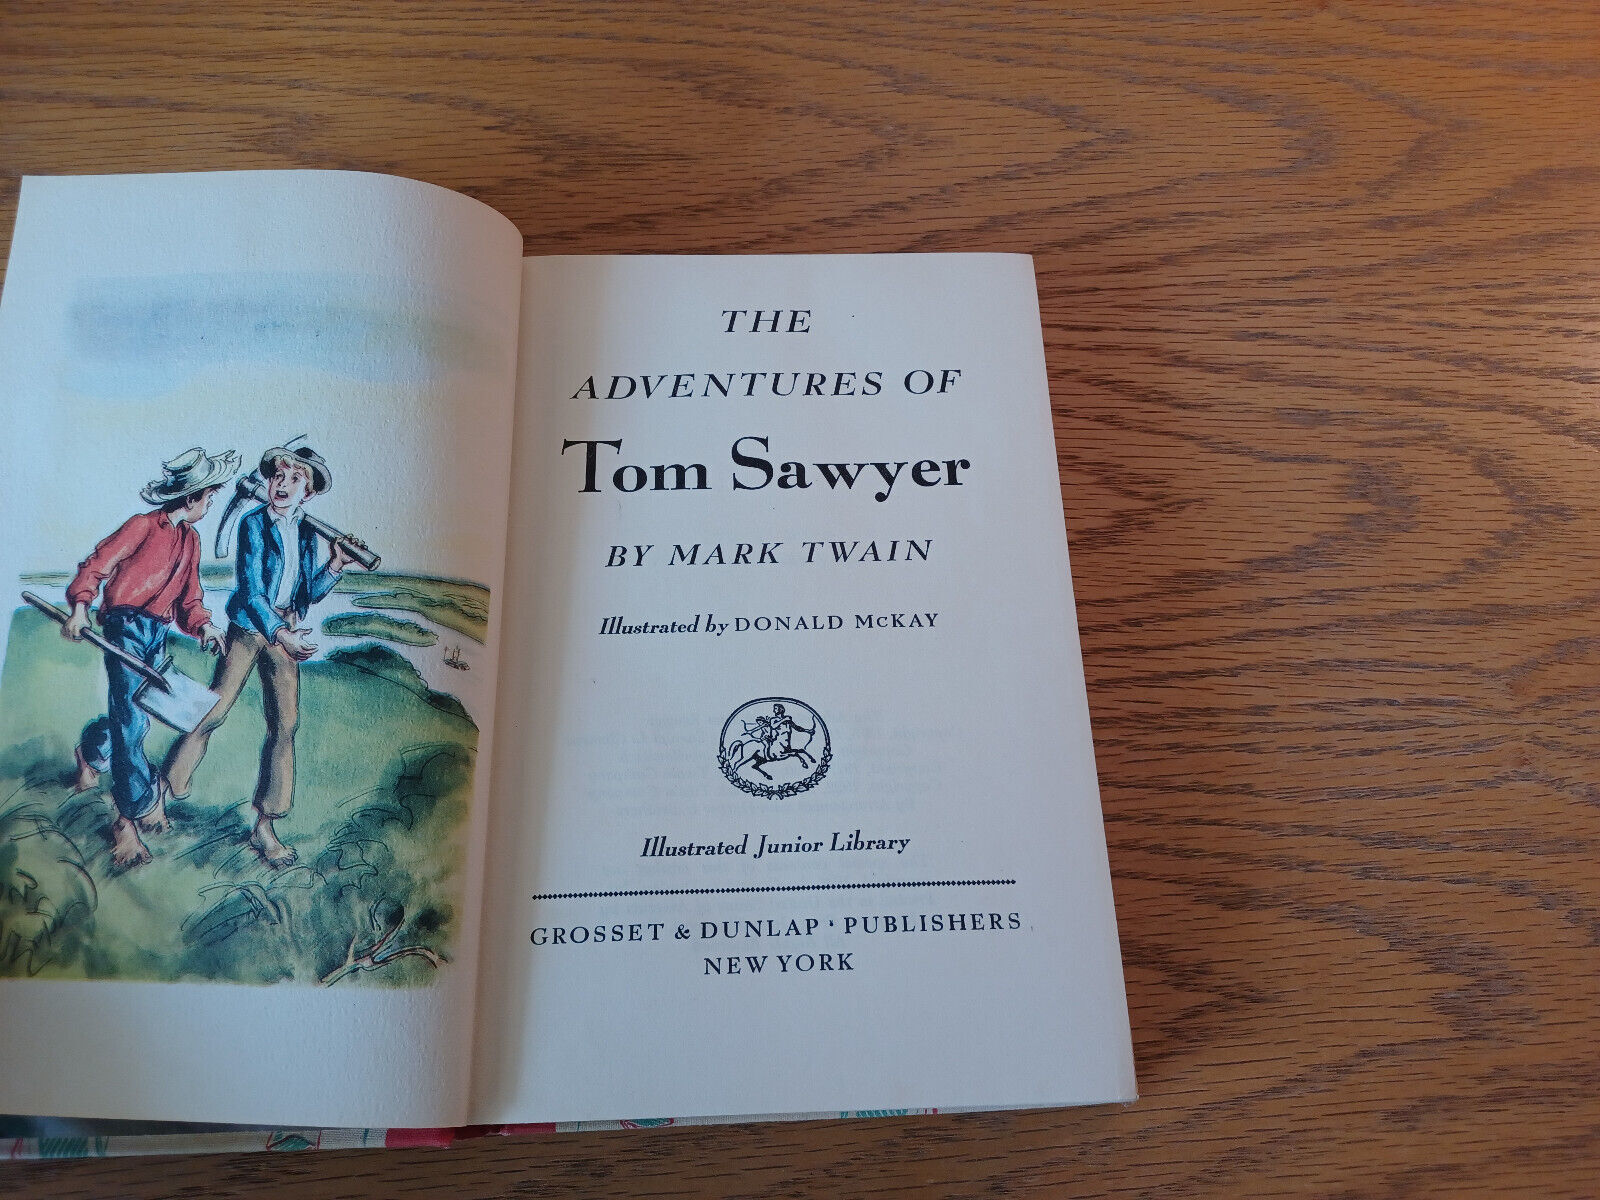 THE
ADVENTURES OF
Tom Sawyer
BY MARK TWAIN
Illustrated by DONALD McKAY
Illustrated Junior Library
GROSSET & DUNLAP · PUBLISHERS
NEW YORK